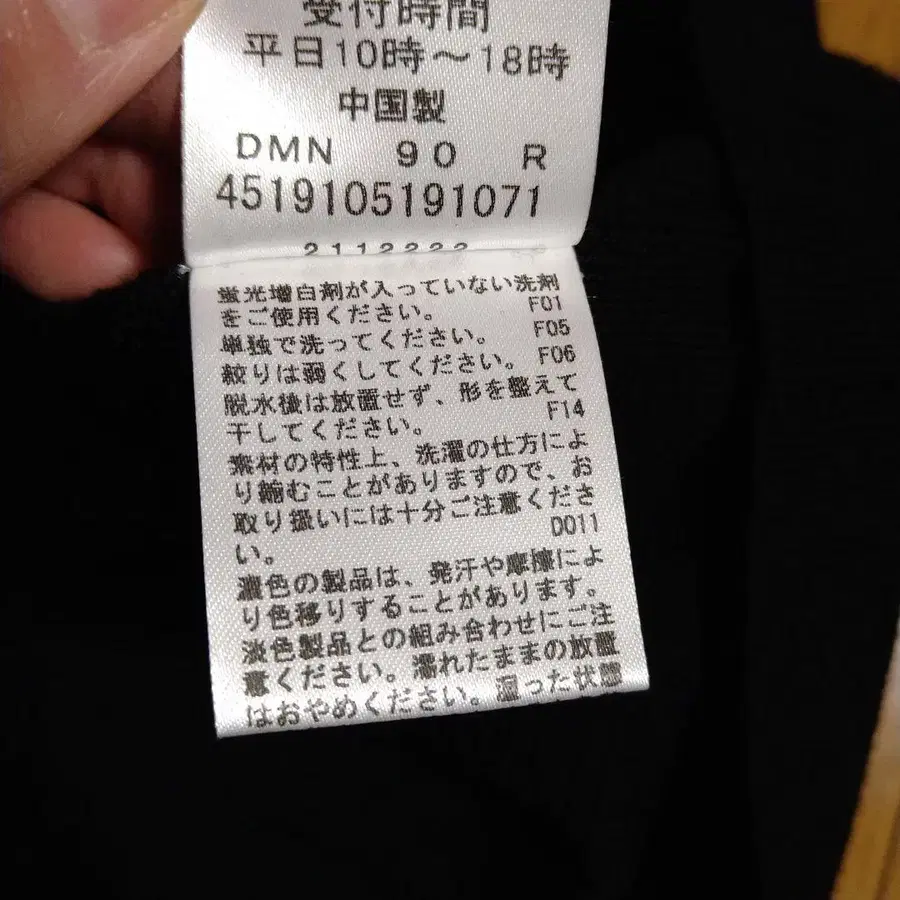 受付時間
平日10時～18時
中国製
DMN 90 R
4519105191071
2112222
蛍光増白剤が入っていない洗剤
をご使用ください。 F01
単独で洗ってください。 F05
絞りは弱くしてください。 F06
脱水後は放置せず、形を整えて
干してください。 F14
素材の特性上、洗濯の仕方によ
り縮むことがありますので、お
取り扱いには十分ご注意くださ
い。 D011
濃色の製品は、発汗や摩擦によ
り色移りすることがあります。
淡色製品との組み合わせにご注
意ください。濡れたままの放置
はおやめください。湿った状態